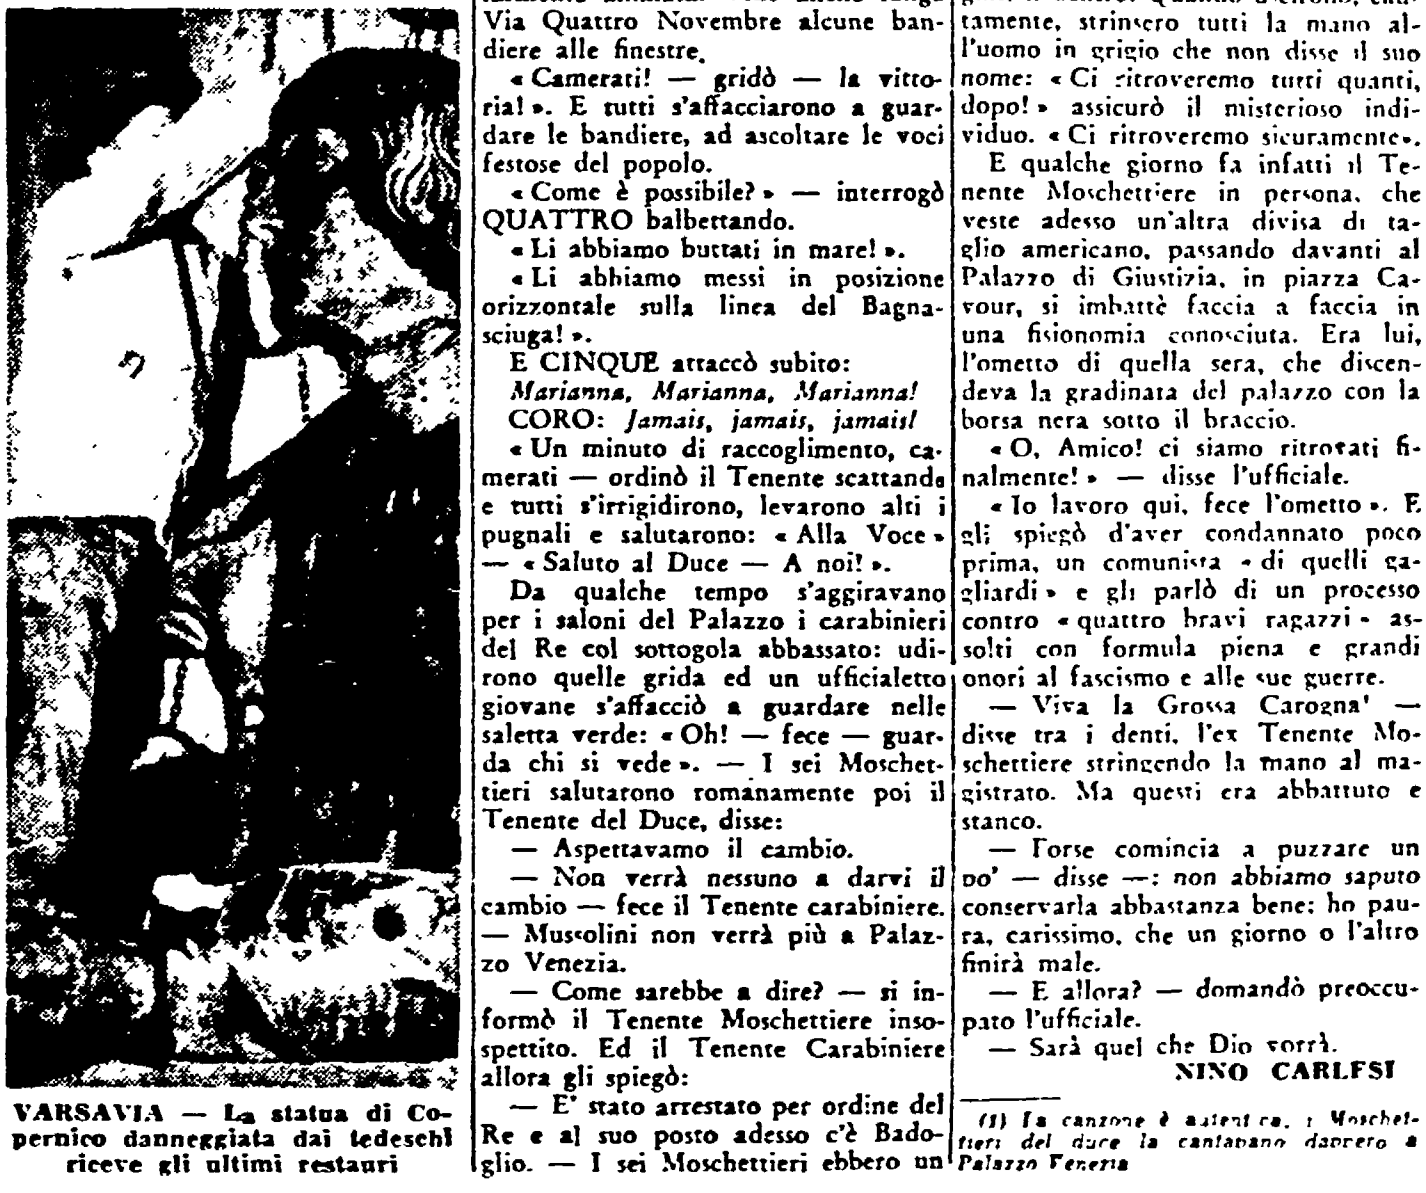 VARSAVIA — La statua di Co-
pernico danneggiata dai tedeschi
riceve gli ultimi restauri
Via Quattro Novembre alcune ban-
diere alle finestre.
« Camerati! — gridò — la vitto-
ria! ». E tutti s'affacciarono a guar-
dare le bandiere, ad ascoltare le voci
festose del popolo.
« Come è possibile? » — interrogò
QUATTRO balbettando.
« Li abbiamo buttati in mare! ».
« Li abbiamo messi in posizione
orizzontale sulla linea del Bagna-
sciuga! ».
E CINQUE attaccò subito:
Marianna, Marianna, Marianna!
CORO: Jamais, jamais, jamais!
« Un minuto di raccoglimento, ca-
merati — ordinò il Tenente scattando
e tutti s'irrigidirono, levarono alti i
pugnali e salutarono: « Alla Voce »
— « Saluto al Duce — A noi! ».
Da qualche tempo s'aggiravano
per i saloni del Palazzo i carabinieri
del Re col sottogola abbassato: udi-
rono quelle grida ed un ufficialetto
giovane s'affacciò a guardare nelle
saletta verde: « Oh! — fece — guar-
da chi si vede ». — I sei Moschet-
tieri salutarono romanamente poi il
Tenente del Duce, disse:
— Aspettavamo il cambio.
— Non verrà nessuno a darvi il
cambio — fece il Tenente carabiniere.
— Mussolini non verrà più a Palaz-
zo Venezia.
— Come sarebbe a dire? — si in-
formò il Tenente Moschettiere inso-
spettito. Ed il Tenente Carabiniere
allora gli spiegò:
— E' stato arrestato per ordine del
Re e al suo posto adesso c'è Bado-
glio. — I sei Moschettieri ebbero un
tamente, strinsero tutti la mano al-
l'uomo in grigio che non disse il suo
nome: « Ci ritroveremo tutti quanti,
dopo! » assicurò il misterioso indi-
viduo. « Ci ritroveremo sicuramente ».
E qualche giorno fa infatti il Te-
nente Moschettiere in persona, che
veste adesso un'altra divisa di ta-
glio americano, passando davanti al
Palazzo di Giustizia, in piazza Ca-
vour, si imbattè faccia a faccia in
una fisionomia conosciuta. Era lui,
l'ometto di quella sera, che discen-
deva la gradinata del palazzo con la
borsa nera sotto il braccio.
« O, Amico! ci siamo ritrovati fi-
nalmente! » — disse l'ufficiale.
« Io lavoro qui, fece l'ometto ». E
gli spiegò d'aver condannato poco
prima, un comunista « di quelli ga-
gliardi » e gli parlò di un processo
contro « quattro bravi ragazzi » as-
solti con formula piena e grandi
onori al fascismo e alle sue guerre.
— Viva la Grossa Carogna! —
disse tra i denti, l'ex Tenente Mo-
schettiere stringendo la mano al ma-
gistrato. Ma questi era abbattuto e
stanco.
— Forse comincia a puzzare un
po' — disse —: non abbiamo saputo
conservarla abbastanza bene: ho pau-
ra, carissimo, che un giorno o l'altro
finirà male.
— E allora? — domandò preoccu-
pato l'ufficiale.
— Sarà quel che Dio vorrà.
NINO CARLESI
(1) La canzone è autentica, i Moschet-
tieri del duce la cantavano davvero a
Palazzo Venezia